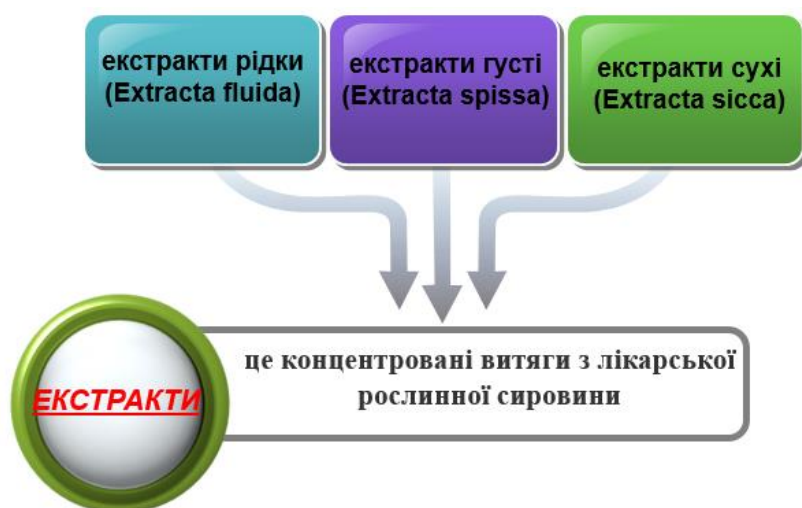 екстракти рідки
(Extracta fluida)
екстракти густі
(Extracta spissa)
екстракти сухі
(Extracta sicca)
ЕКСТРАКТИ
це концентровані витяги з лікарської
рослинної сировини